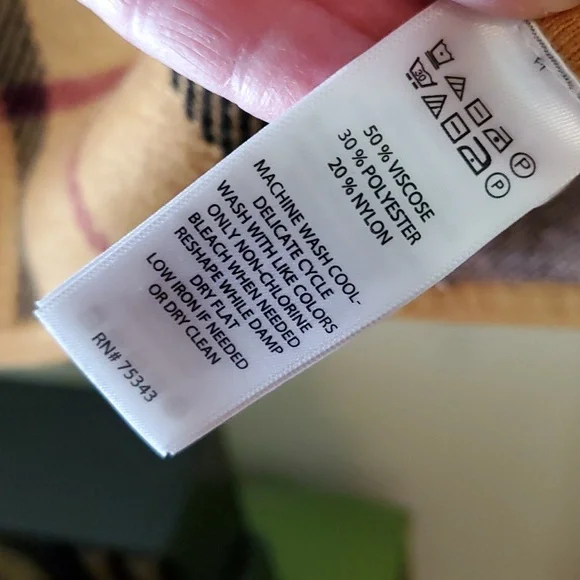 50 % VISCOSE
30 % POLYESTER
20 % NYLON
MACHINE WASH COOL-
DELICATE CYCLE
WASH WITH LIKE COLORS
ONLY NON-CHLORINE
BLEACH WHEN NEEDED
RESHAPE WHILE DAMP
DRY FLAT
LOW IRON IF NEEDED
OR DRY CLEAN
RN# 75343
30
P
P